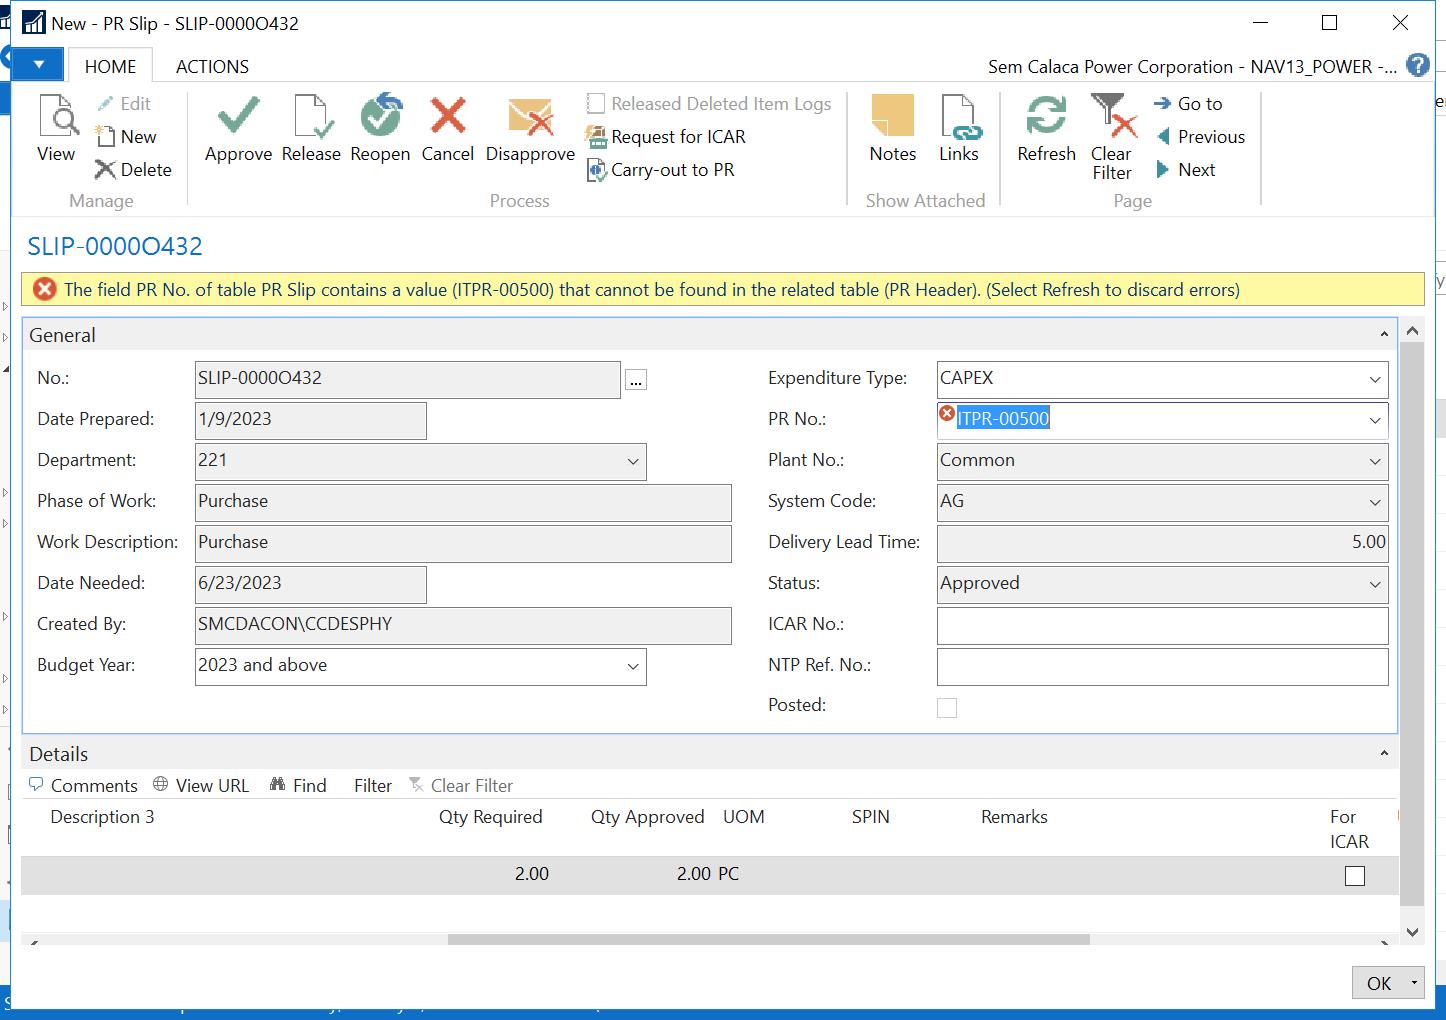 New - PR Slip - SLIP-0000O432
HOME ACTIONS Sem Calaca Power Corporation - NAV13_POWER -...
View
Edit
New
Delete
Manage
Approve Release Reopen Cancel Disapprove
Released Deleted Item Logs
Request for ICAR
Carry-out to PR
Process
Notes Links
Show Attached
Refresh
Clear
Filter
Go to
Previous
Next
Page
SLIP-0000O432
The field PR No. of table PR Slip contains a value (ITPR-00500) that cannot be found in the related table (PR Header). (Select Refresh to discard errors)
General
No.: SLIP-0000O432 ...
Date Prepared: 1/9/2023
Department: 221
Phase of Work: Purchase
Work Description: Purchase
Date Needed: 6/23/2023
Created By: SMCDACON\CCDESPHY
Budget Year: 2023 and above
Expenditure Type: CAPEX
PR No.: ITPR-00500
Plant No.: Common
System Code: AG
Delivery Lead Time: 5.00
Status: Approved
ICAR No.:
NTP Ref. No.:
Posted:
Details
Comments View URL Find Filter Clear Filter
Description 3 Qty Required Qty Approved UOM SPIN Remarks For
ICAR
2.00 2.00 PC
OK